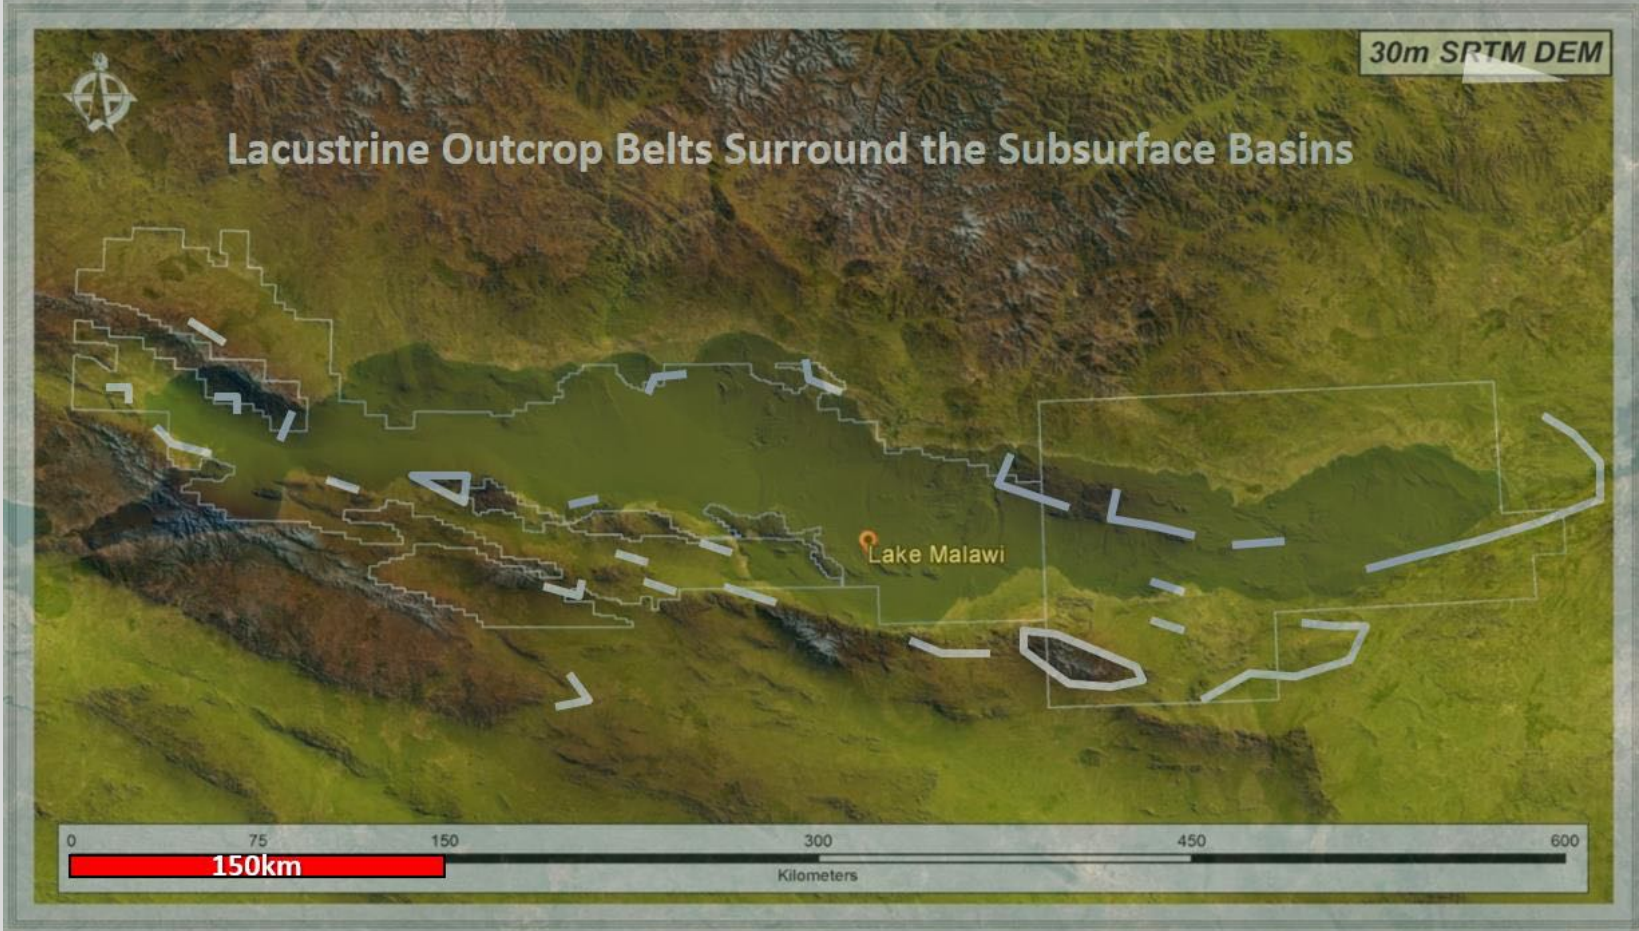 30m SRTM DEM
Lacustrine Outcrop Belts Surround the Subsurface Basins
Lake Malawi
0 75 150 300 450 600
150km
Kilometers